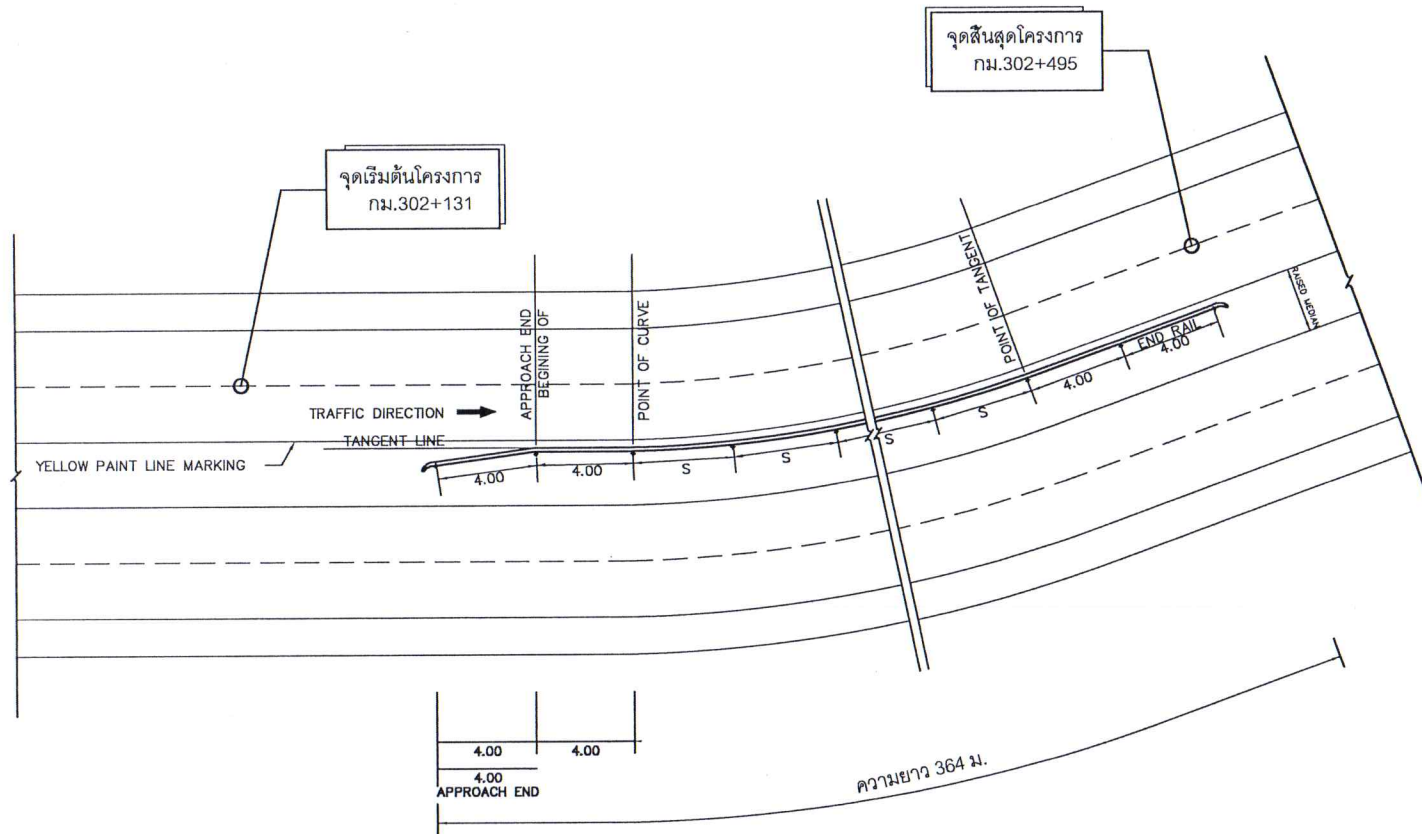 จุดสิ้นสุดโครงการ
กม.302+495
จุดเริ่มต้นโครงการ
กม.302+131
APPROACH END
BEGINING OF
POINT OF CURVE
POINT OF TANGENT
RAISED MEDIAN
END RAIL
4.00
4.00
TRAFFIC DIRECTION
TANGENT LINE
YELLOW PAINT LINE MARKING
4.00
4.00
S
S
S
S
4.00
4.00
4.00
APPROACH END
ความยาว 364 ม.